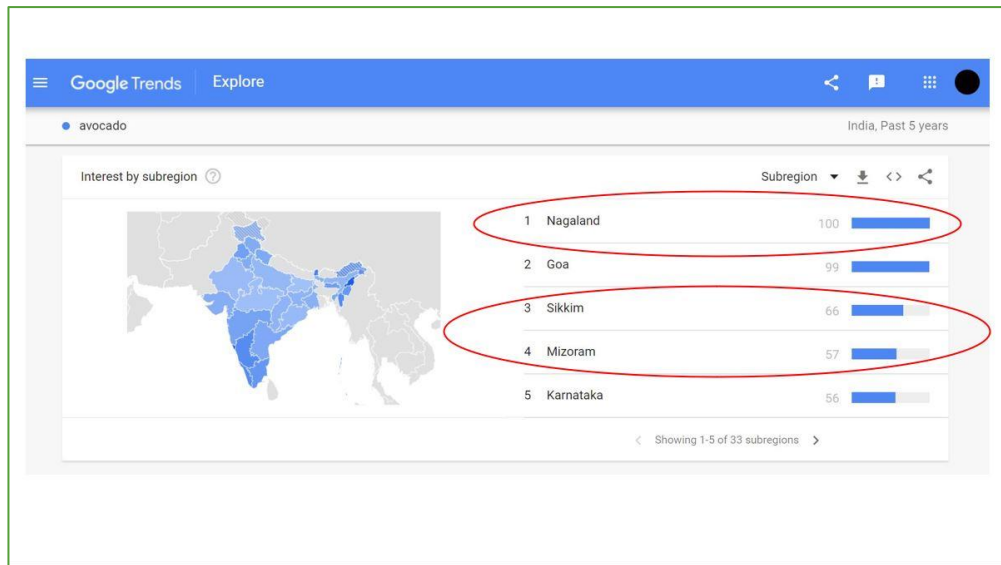 Google Trends Explore
avocado India, Past 5 years
Interest by subregion ? Subregion
1 Nagaland 100
2 Goa 99
3 Sikkim 66
4 Mizoram 57
5 Karnataka 56
Showing 1-5 of 33 subregions